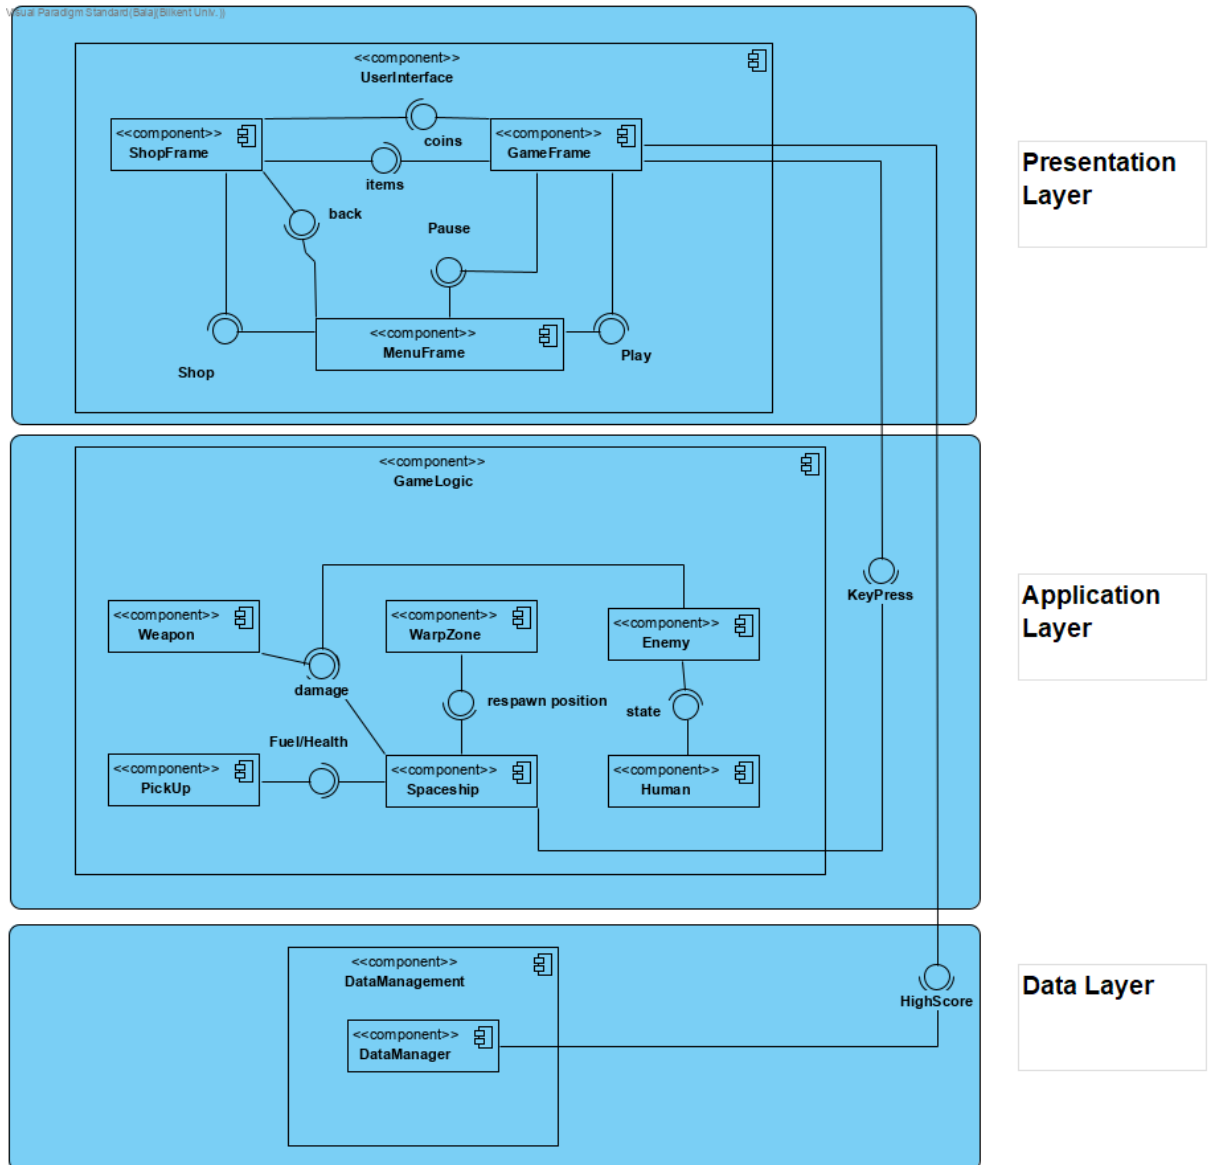 Visual Paradigm Standard(Balaj(Bilkent Univ.))
<<component>>
UserInterface
<<component>>
ShopFrame
<<component>>
GameFrame
coins
items
back
Pause
<<component>>
MenuFrame
Shop
Play
Presentation
Layer
<<component>>
GameLogic
<<component>>
Weapon
<<component>>
WarpZone
<<component>>
Enemy
KeyPress
damage
respawn position
state
Fuel/Health
<<component>>
PickUp
<<component>>
Spaceship
<<component>>
Human
Application
Layer
<<component>>
DataManagement
<<component>>
DataManager
HighScore
Data Layer